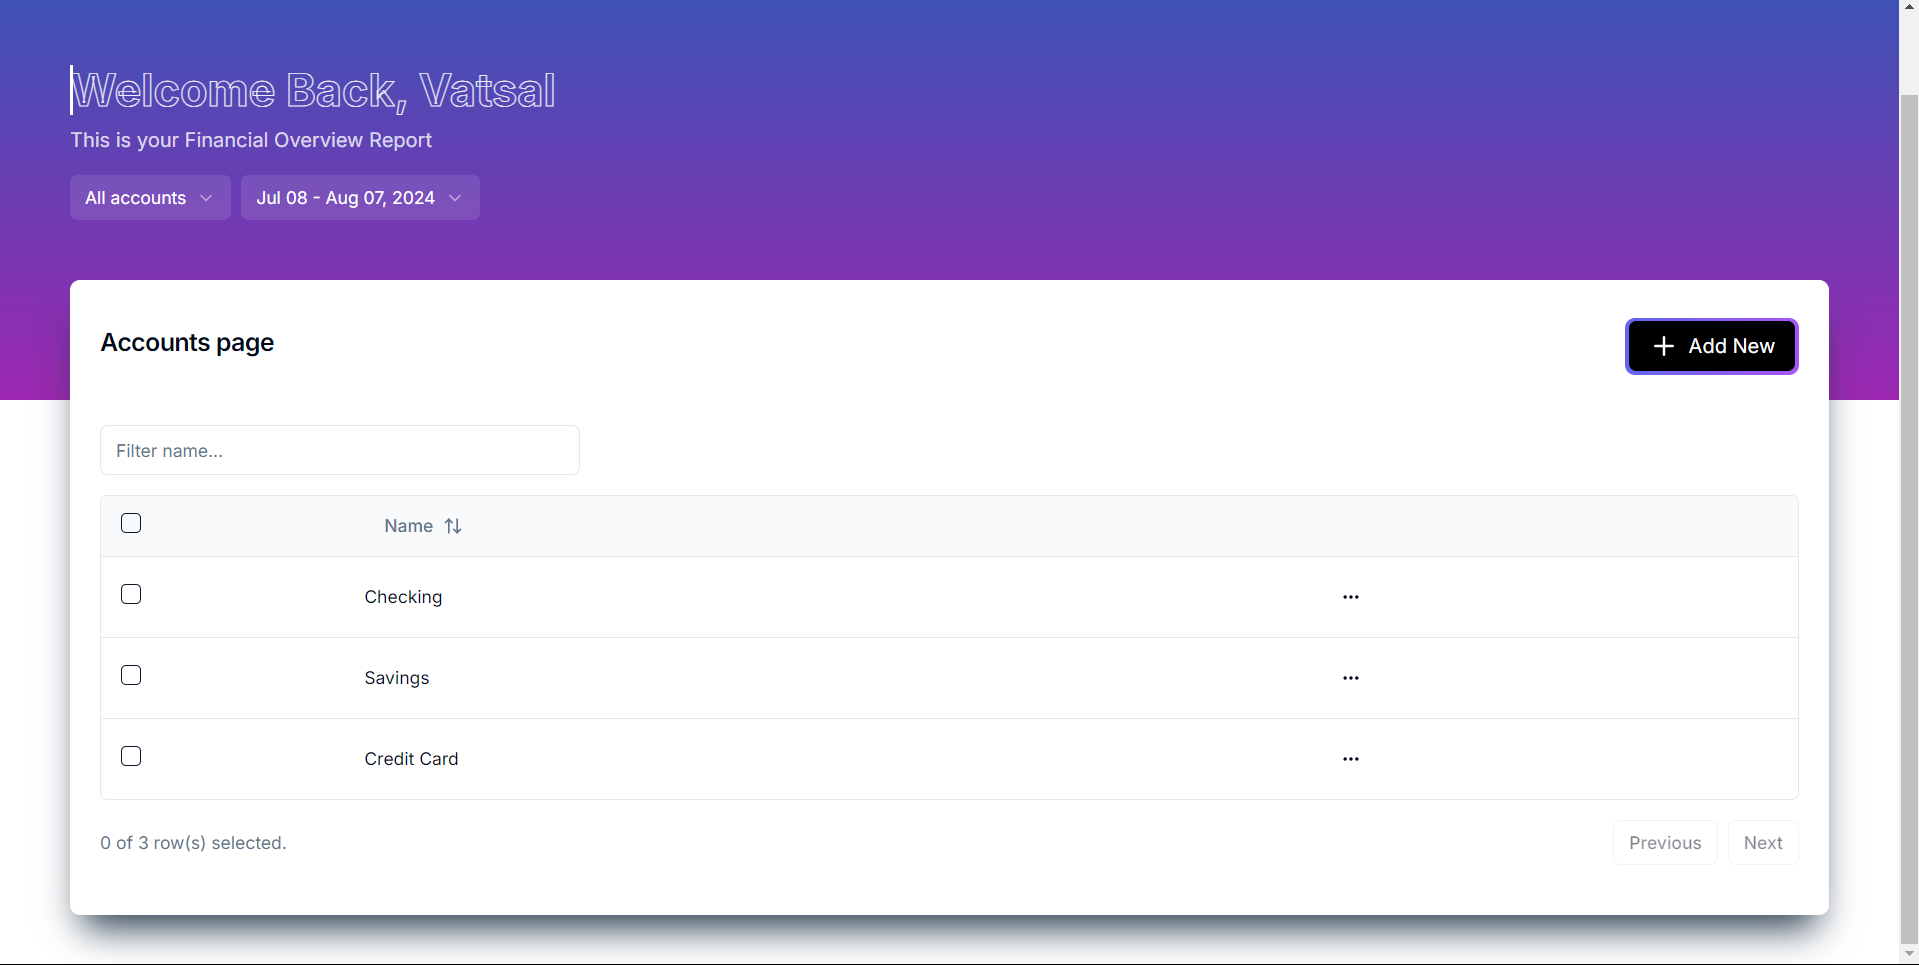 Welcome Back, Vatsal
This is your Financial Overview Report
All accounts
Jul 08 - Aug 07, 2024
Accounts page
Add New
Filter name...
Name
Checking
...
Savings
...
Credit Card
...
0 of 3 row(s) selected.
Previous
Next